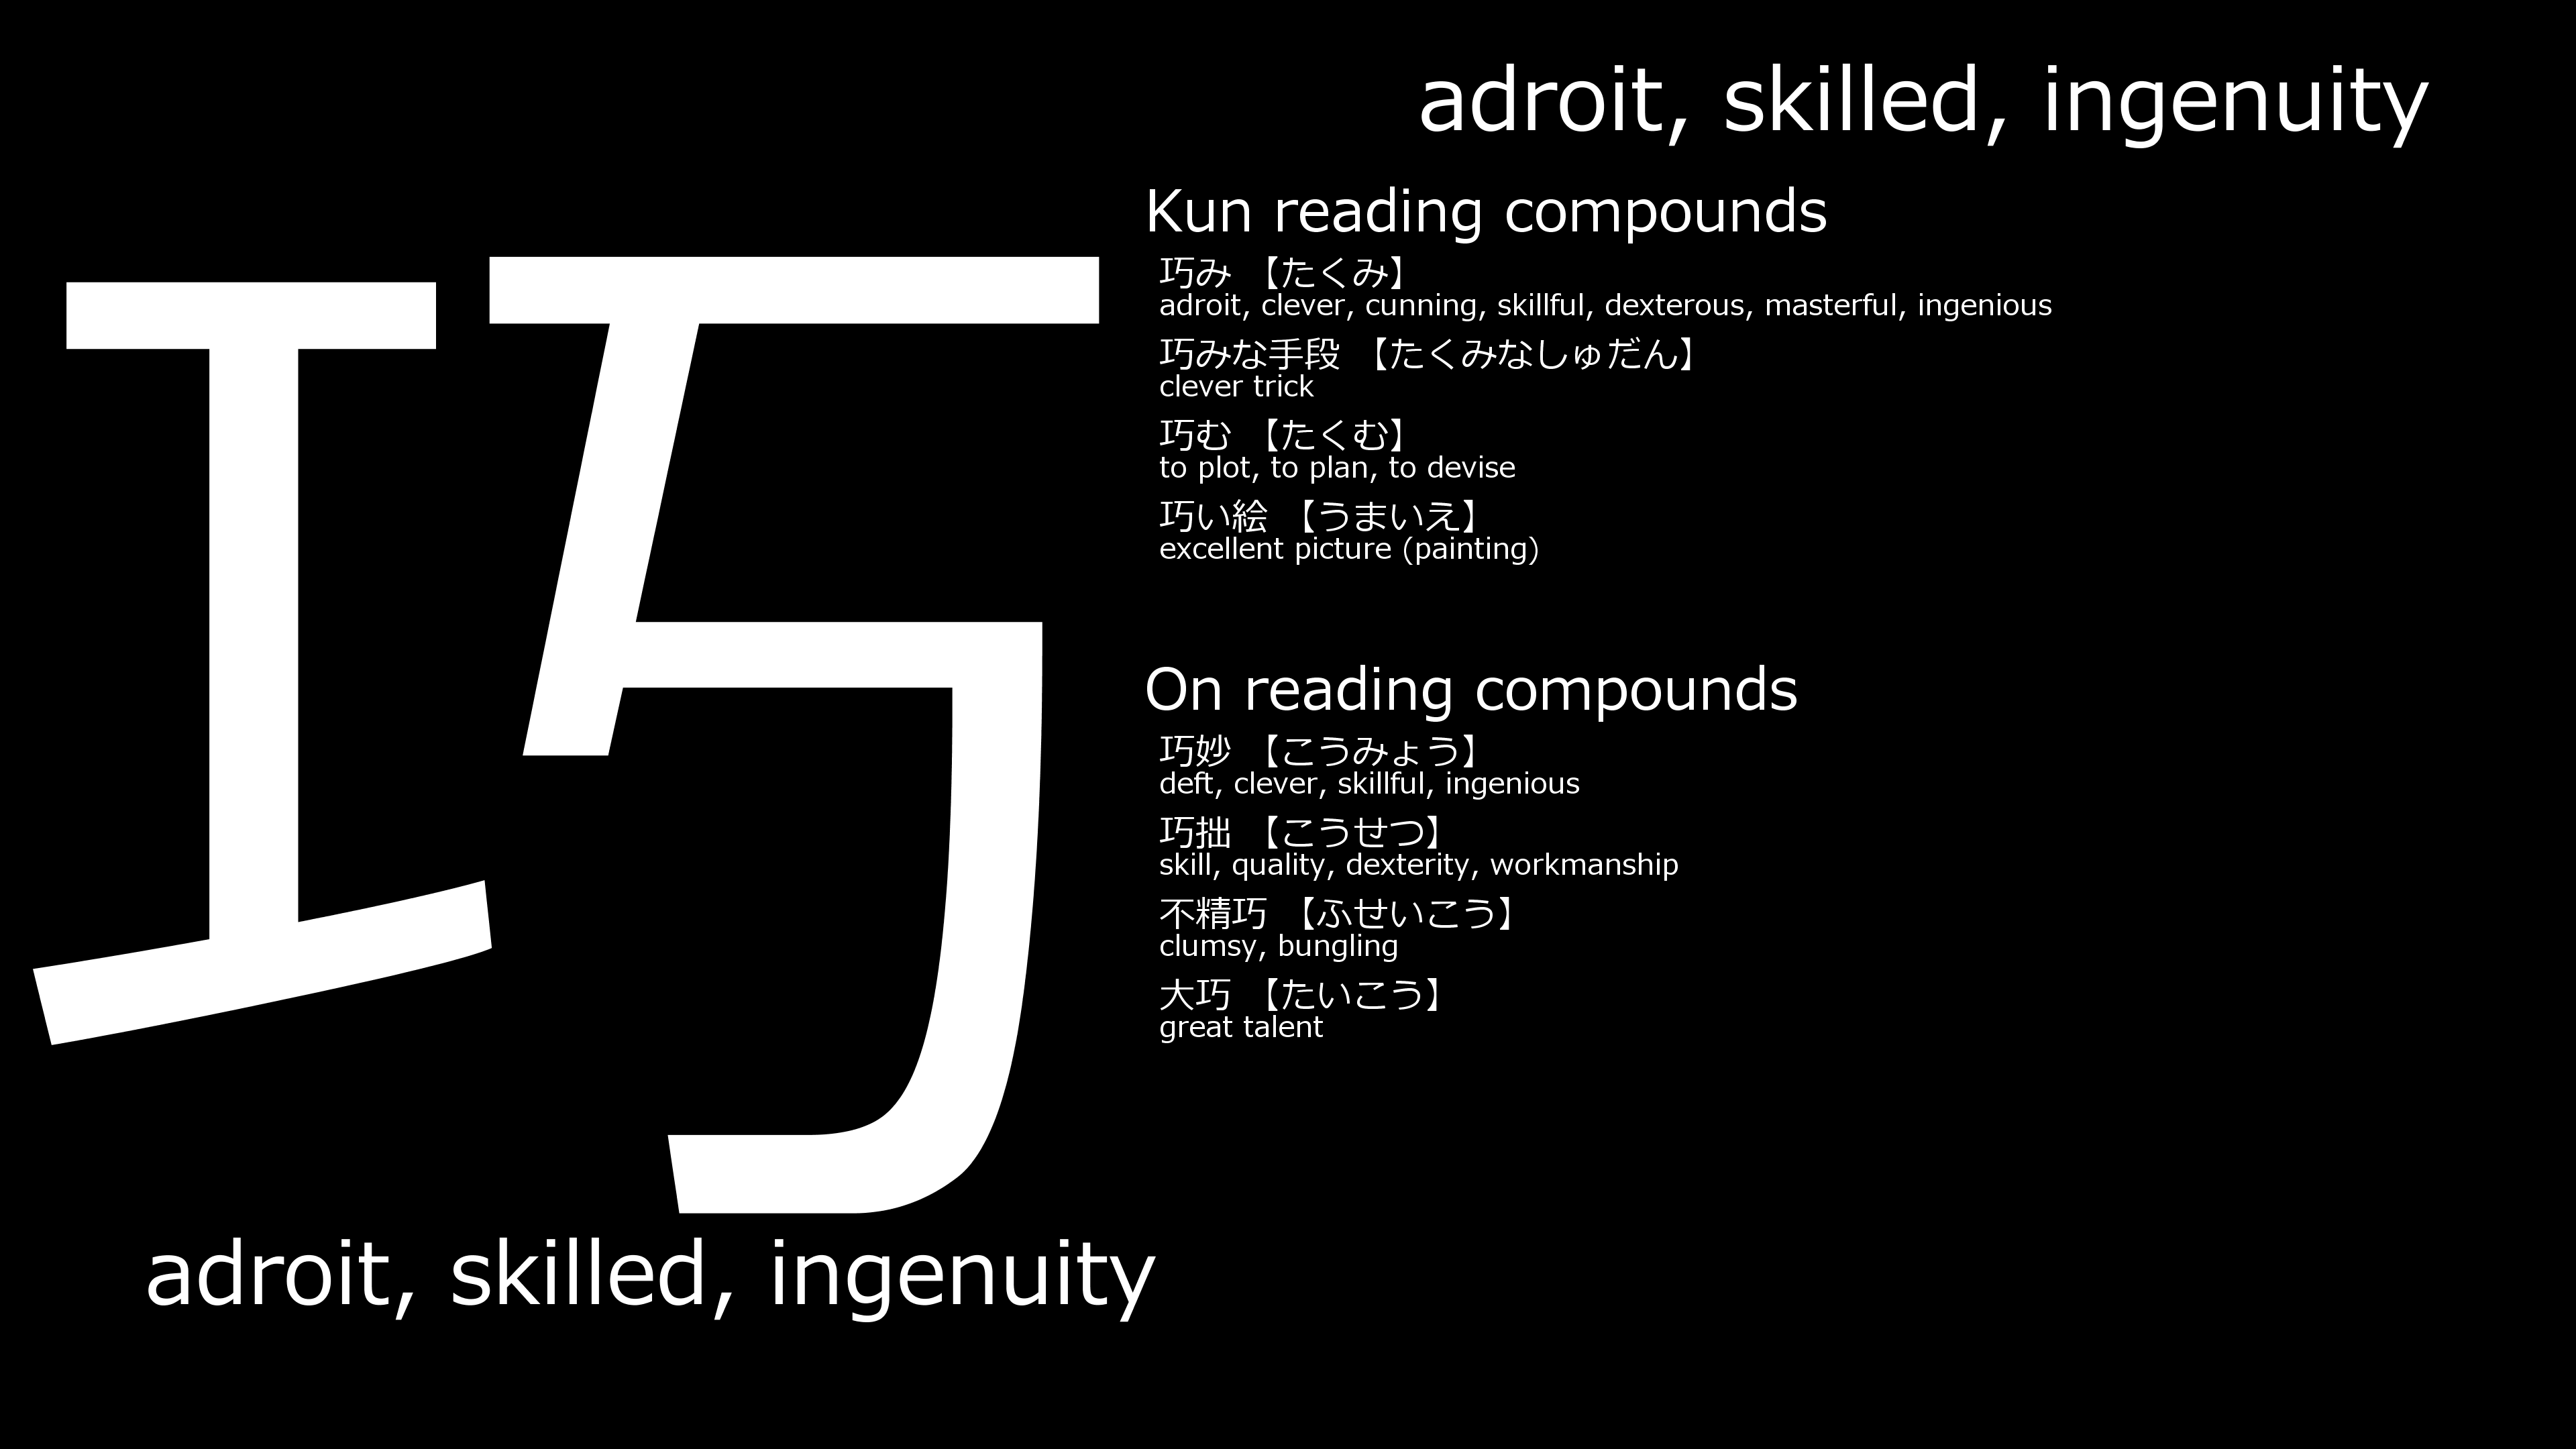 巧
adroit, skilled, ingenuity
adroit, skilled, ingenuity
Kun reading compounds
巧み 【たくみ】
adroit, clever, cunning, skillful, dexterous, masterful, ingenious
巧みな手段 【たくみなしゅだん】
clever trick
巧む 【たくむ】
to plot, to plan, to devise
巧い絵 【うまいえ】
excellent picture (painting)
On reading compounds
巧妙 【こうみょう】
deft, clever, skillful, ingenious
巧拙 【こうせつ】
skill, quality, dexterity, workmanship
不精巧 【ふせいこう】
clumsy, bungling
大巧 【たいこう】
great talent